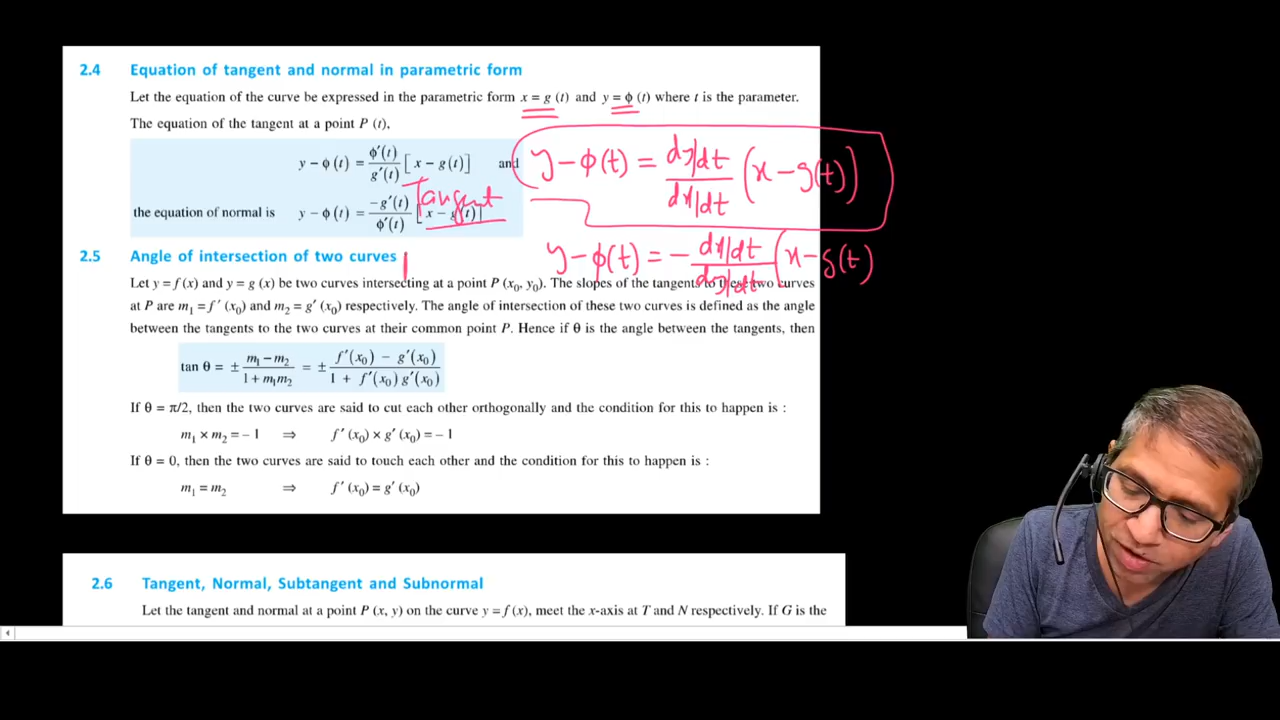 2.4 Equation of tangent and normal in parametric form
Let the equation of the curve be expressed in the parametric form x = g (t) and y = ϕ (t) where t is the parameter.
The equation of the tangent at a point P (t),
y − ϕ (t) = ϕ′(t) / g′(t) [ x − g(t) ] and
y − ϕ(t) = dy/dt / dx/dt (x − g(t))
Tangent
the equation of normal is y − ϕ (t) = −g′(t) / ϕ′(t) [ x − g(t) ]
y − ϕ(t) = − dx/dt / dy/dt (x − g(t)
2.5 Angle of intersection of two curves
Let y = f (x) and y = g (x) be two curves intersecting at a point P (x₀, y₀). The slopes of the tangents to these two curves
at P are m₁ = f ′ (x₀) and m₂ = g′ (x₀) respectively. The angle of intersection of these two curves is defined as the angle
between the tangents to the two curves at their common point P. Hence if θ is the angle between the tangents, then
tan θ = ± m₁ − m₂ / 1 + m₁m₂ = ± f′(x₀) − g′(x₀) / 1 + f′(x₀) g′(x₀)
If θ = π/2, then the two curves are said to cut each other orthogonally and the condition for this to happen is :
m₁ × m₂ = − 1 ⇒ f ′ (x₀) × g′ (x₀) = − 1
If θ = 0, then the two curves are said to touch each other and the condition for this to happen is :
m₁ = m₂ ⇒ f ′ (x₀) = g′ (x₀)
2.6 Tangent, Normal, Subtangent and Subnormal
Let the tangent and normal at a point P (x, y) on the curve y = f (x), meet the x-axis at T and N respectively. If G is the